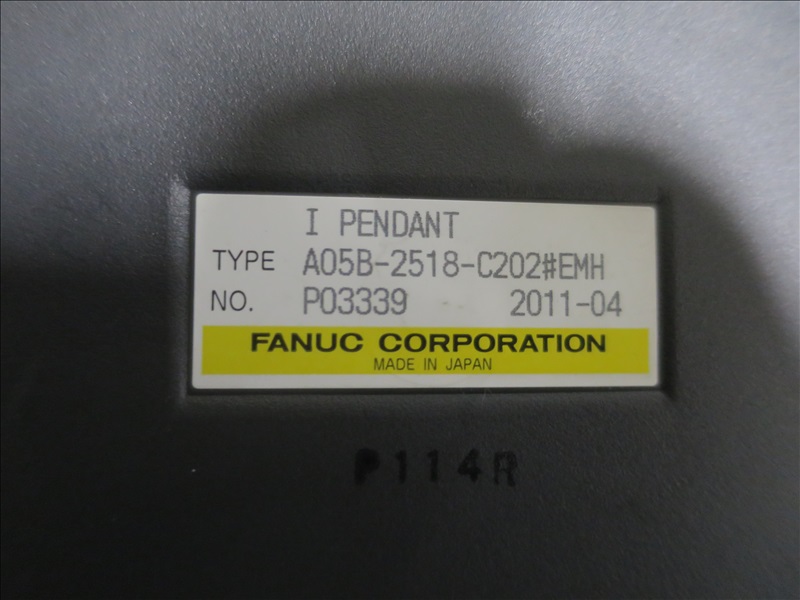 I PENDANT
TYPE A05B-2518-C202#EMH
NO. P03339 2011-04
FANUC CORPORATION
MADE IN JAPAN
P114R